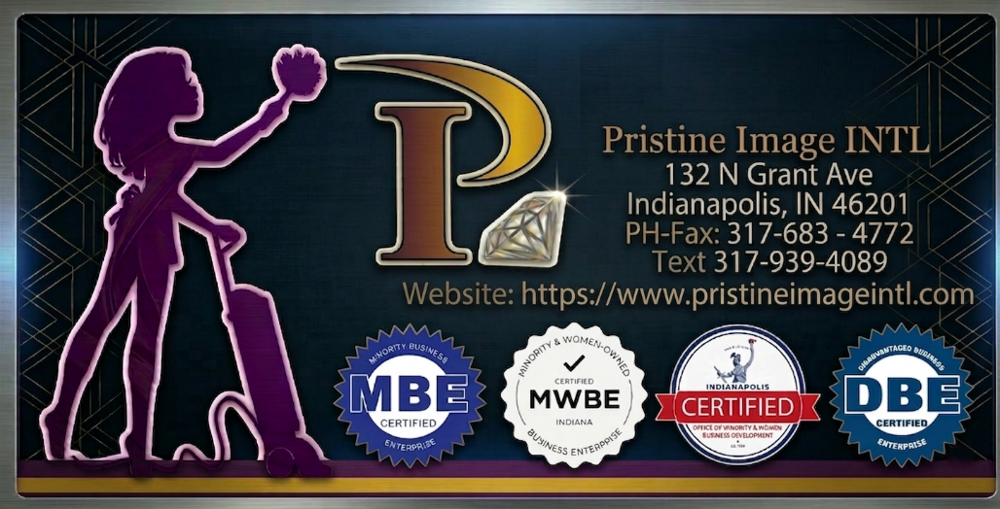 Pristine Image INTL
132 N Grant Ave
Indianapolis, IN 46201
PH-Fax: 317-683 - 4772
Text 317-939-4089
Website: https://www.pristineimageintl.com
MINORITY BUSINESS
MBE
CERTIFIED
ENTERPRISE
MINORITY & WOMEN-OWNED
CERTIFIED
MWBE
INDIANA
BUSINESS ENTERPRISE
INDIANAPOLIS
CERTIFIED
OFFICE OF MINORITY & WOMEN
BUSINESS DEVELOPMENT
DISADVANTAGED BUSINESS
DBE
CERTIFIED
ENTERPRISE